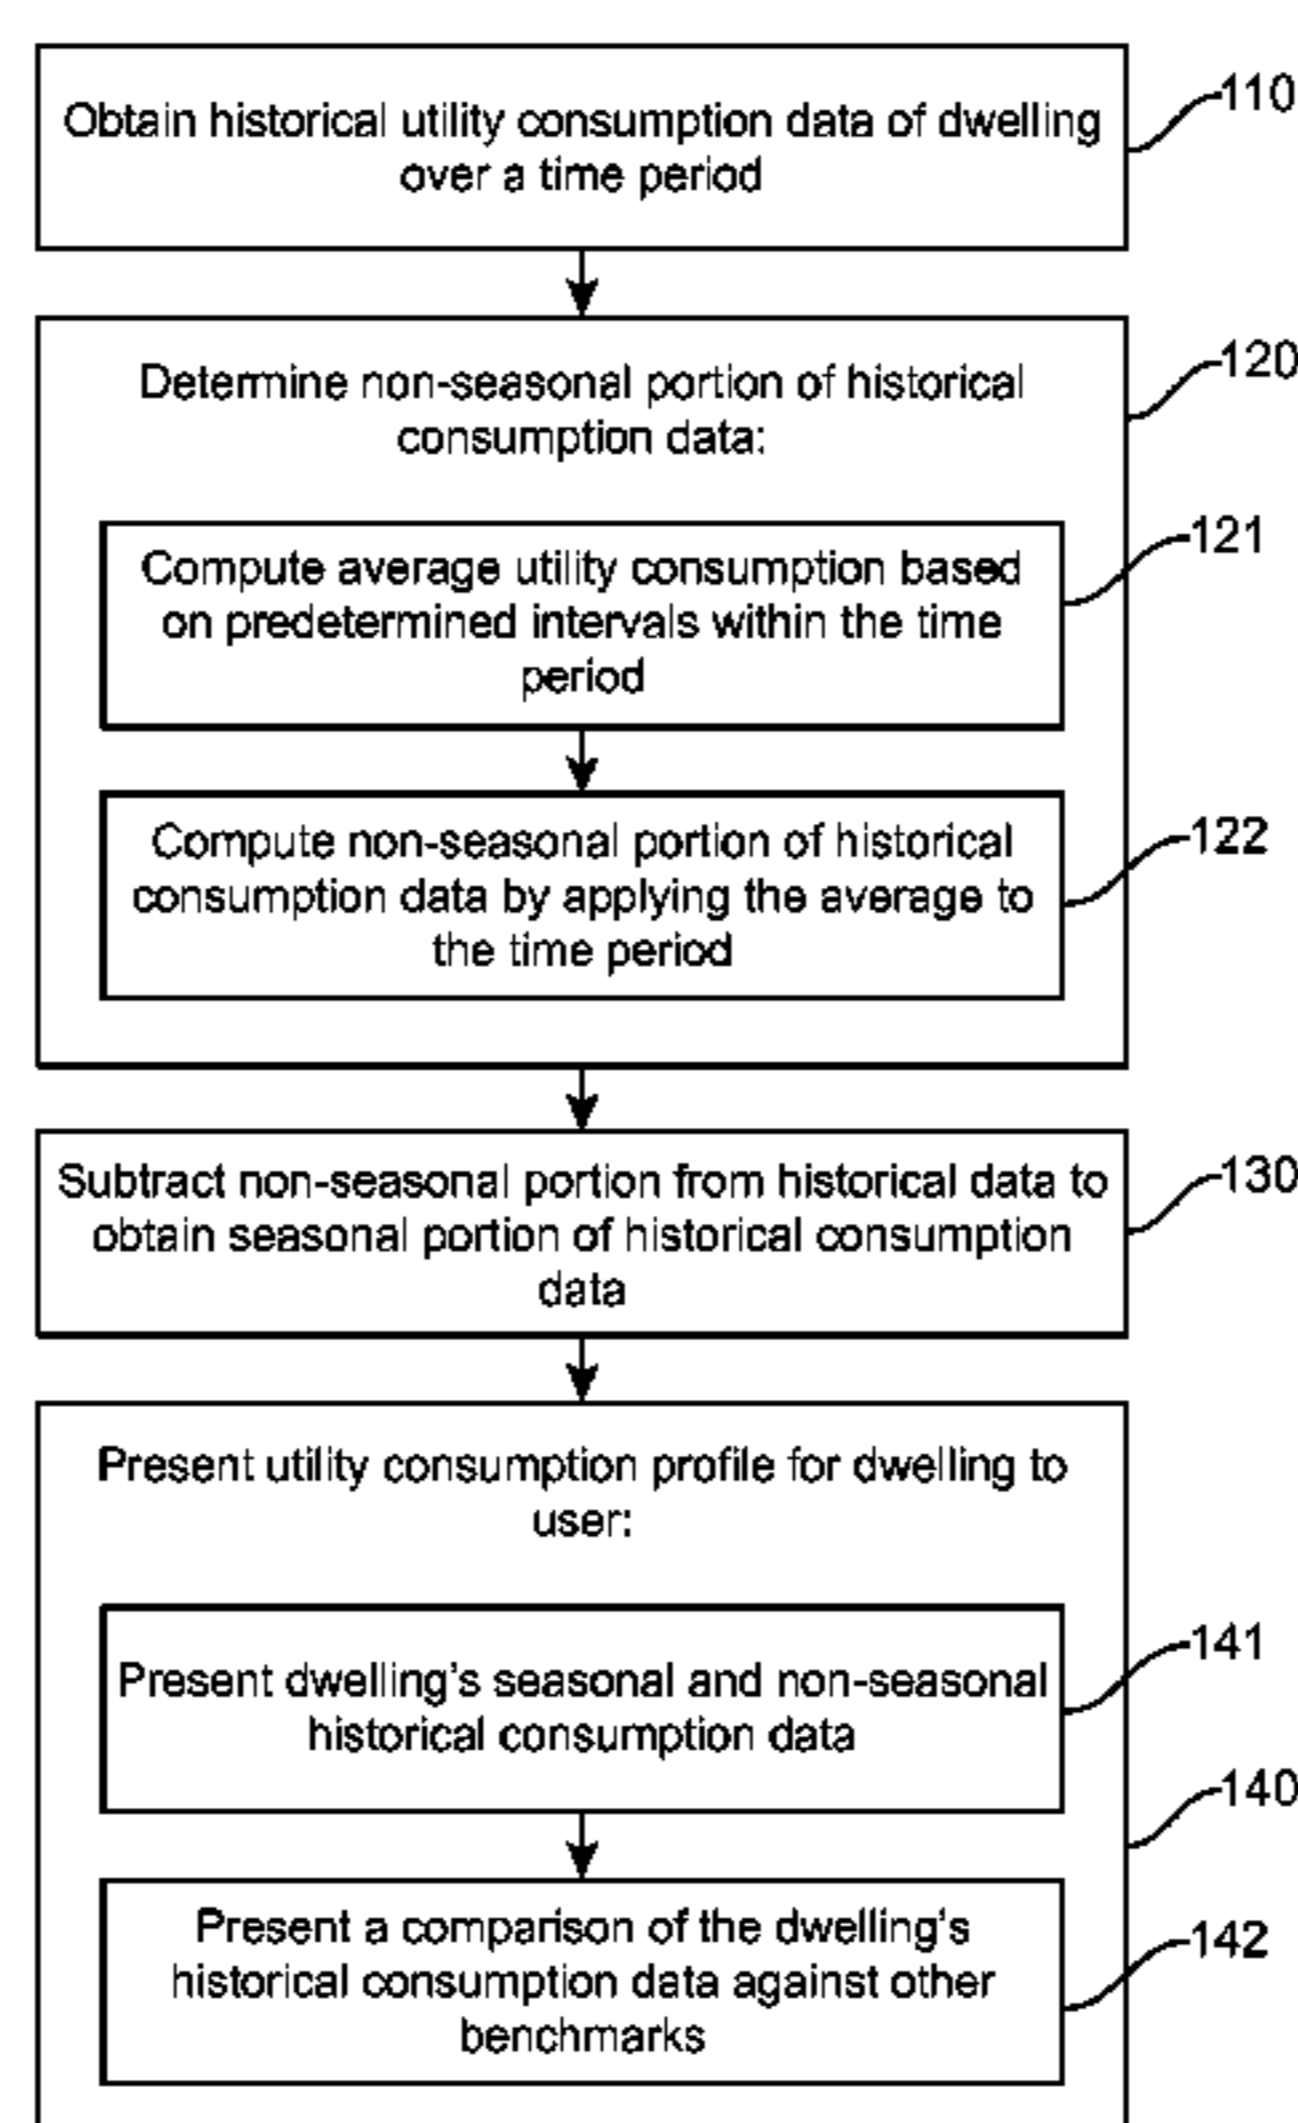 110
Obtain historical utility consumption data of dwelling
over a time period
120
Determine non-seasonal portion of historical
consumption data:
121
Compute average utility consumption based
on predetermined intervals within the time
period
122
Compute non-seasonal portion of historical
consumption data by applying the average to
the time period
130
Subtract non-seasonal portion from historical data to
obtain seasonal portion of historical consumption
data
Present utility consumption profile for dwelling to
user:
141
Present dwelling's seasonal and non-seasonal
historical consumption data
140
142
Present a comparison of the dwelling's
historical consumption data against other
benchmarks